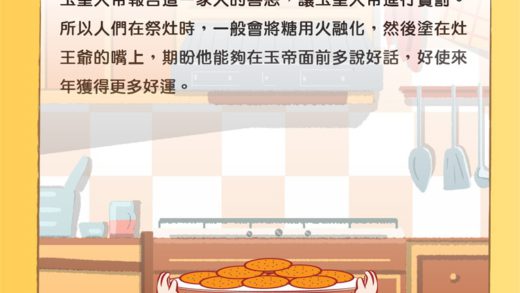 玉皇大帝報告這一家人的善惡，讓玉皇大帝進行賞罰。
所以人們在祭灶時，一般會將糖用火融化，然後塗在灶
王爺的嘴上，期盼他能夠在玉帝面前多說好話，好使來
年獲得更多好運。